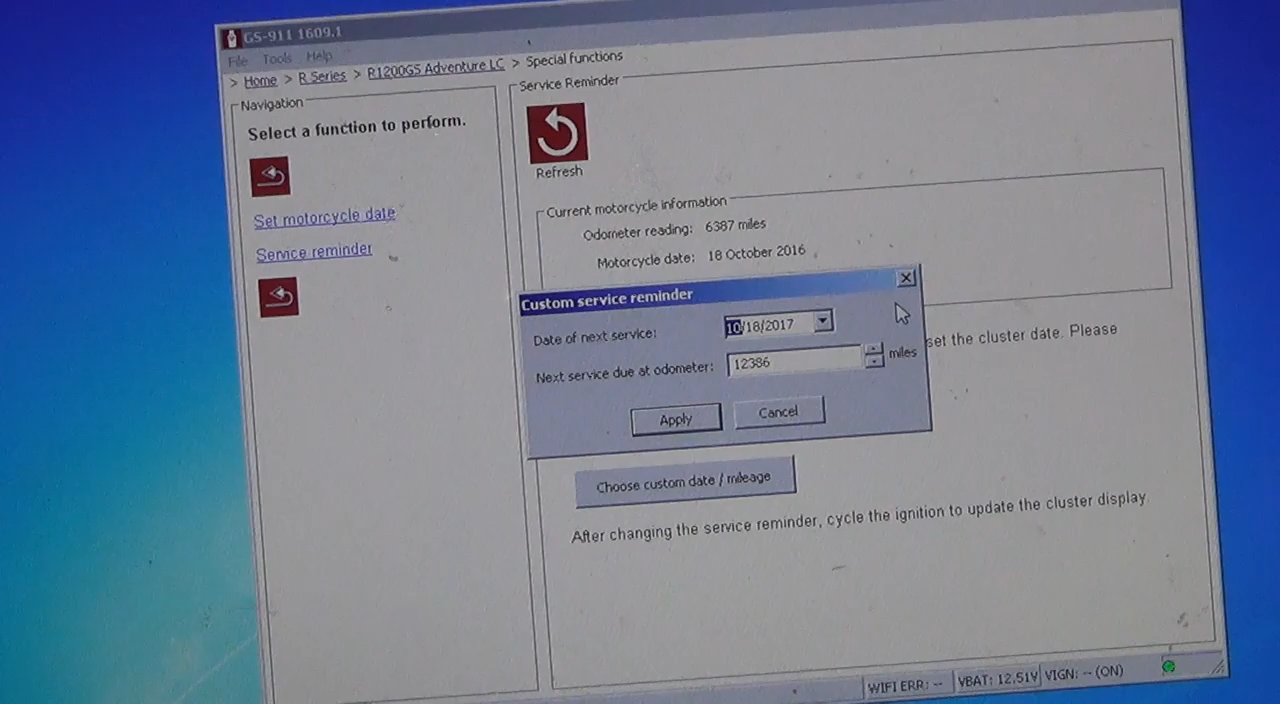 GS-911 1609.1
File Tools Help
> Home > R Series > R1200GS Adventure LC > Special functions
Navigation
Select a function to perform.
Set motorcycle date
Service reminder
Service Reminder
Refresh
Current motorcycle information
Odometer reading: 6387 miles
Motorcycle date: 18 October 2016
set the cluster date. Please
Custom service reminder
Date of next service: 10/18/2017
Next service due at odometer: 12386 miles
Apply Cancel
Choose custom date / mileage
After changing the service reminder, cycle the ignition to update the cluster display.
WIFI ERR: -- VBAT: 12.51V VIGN: -- (ON)